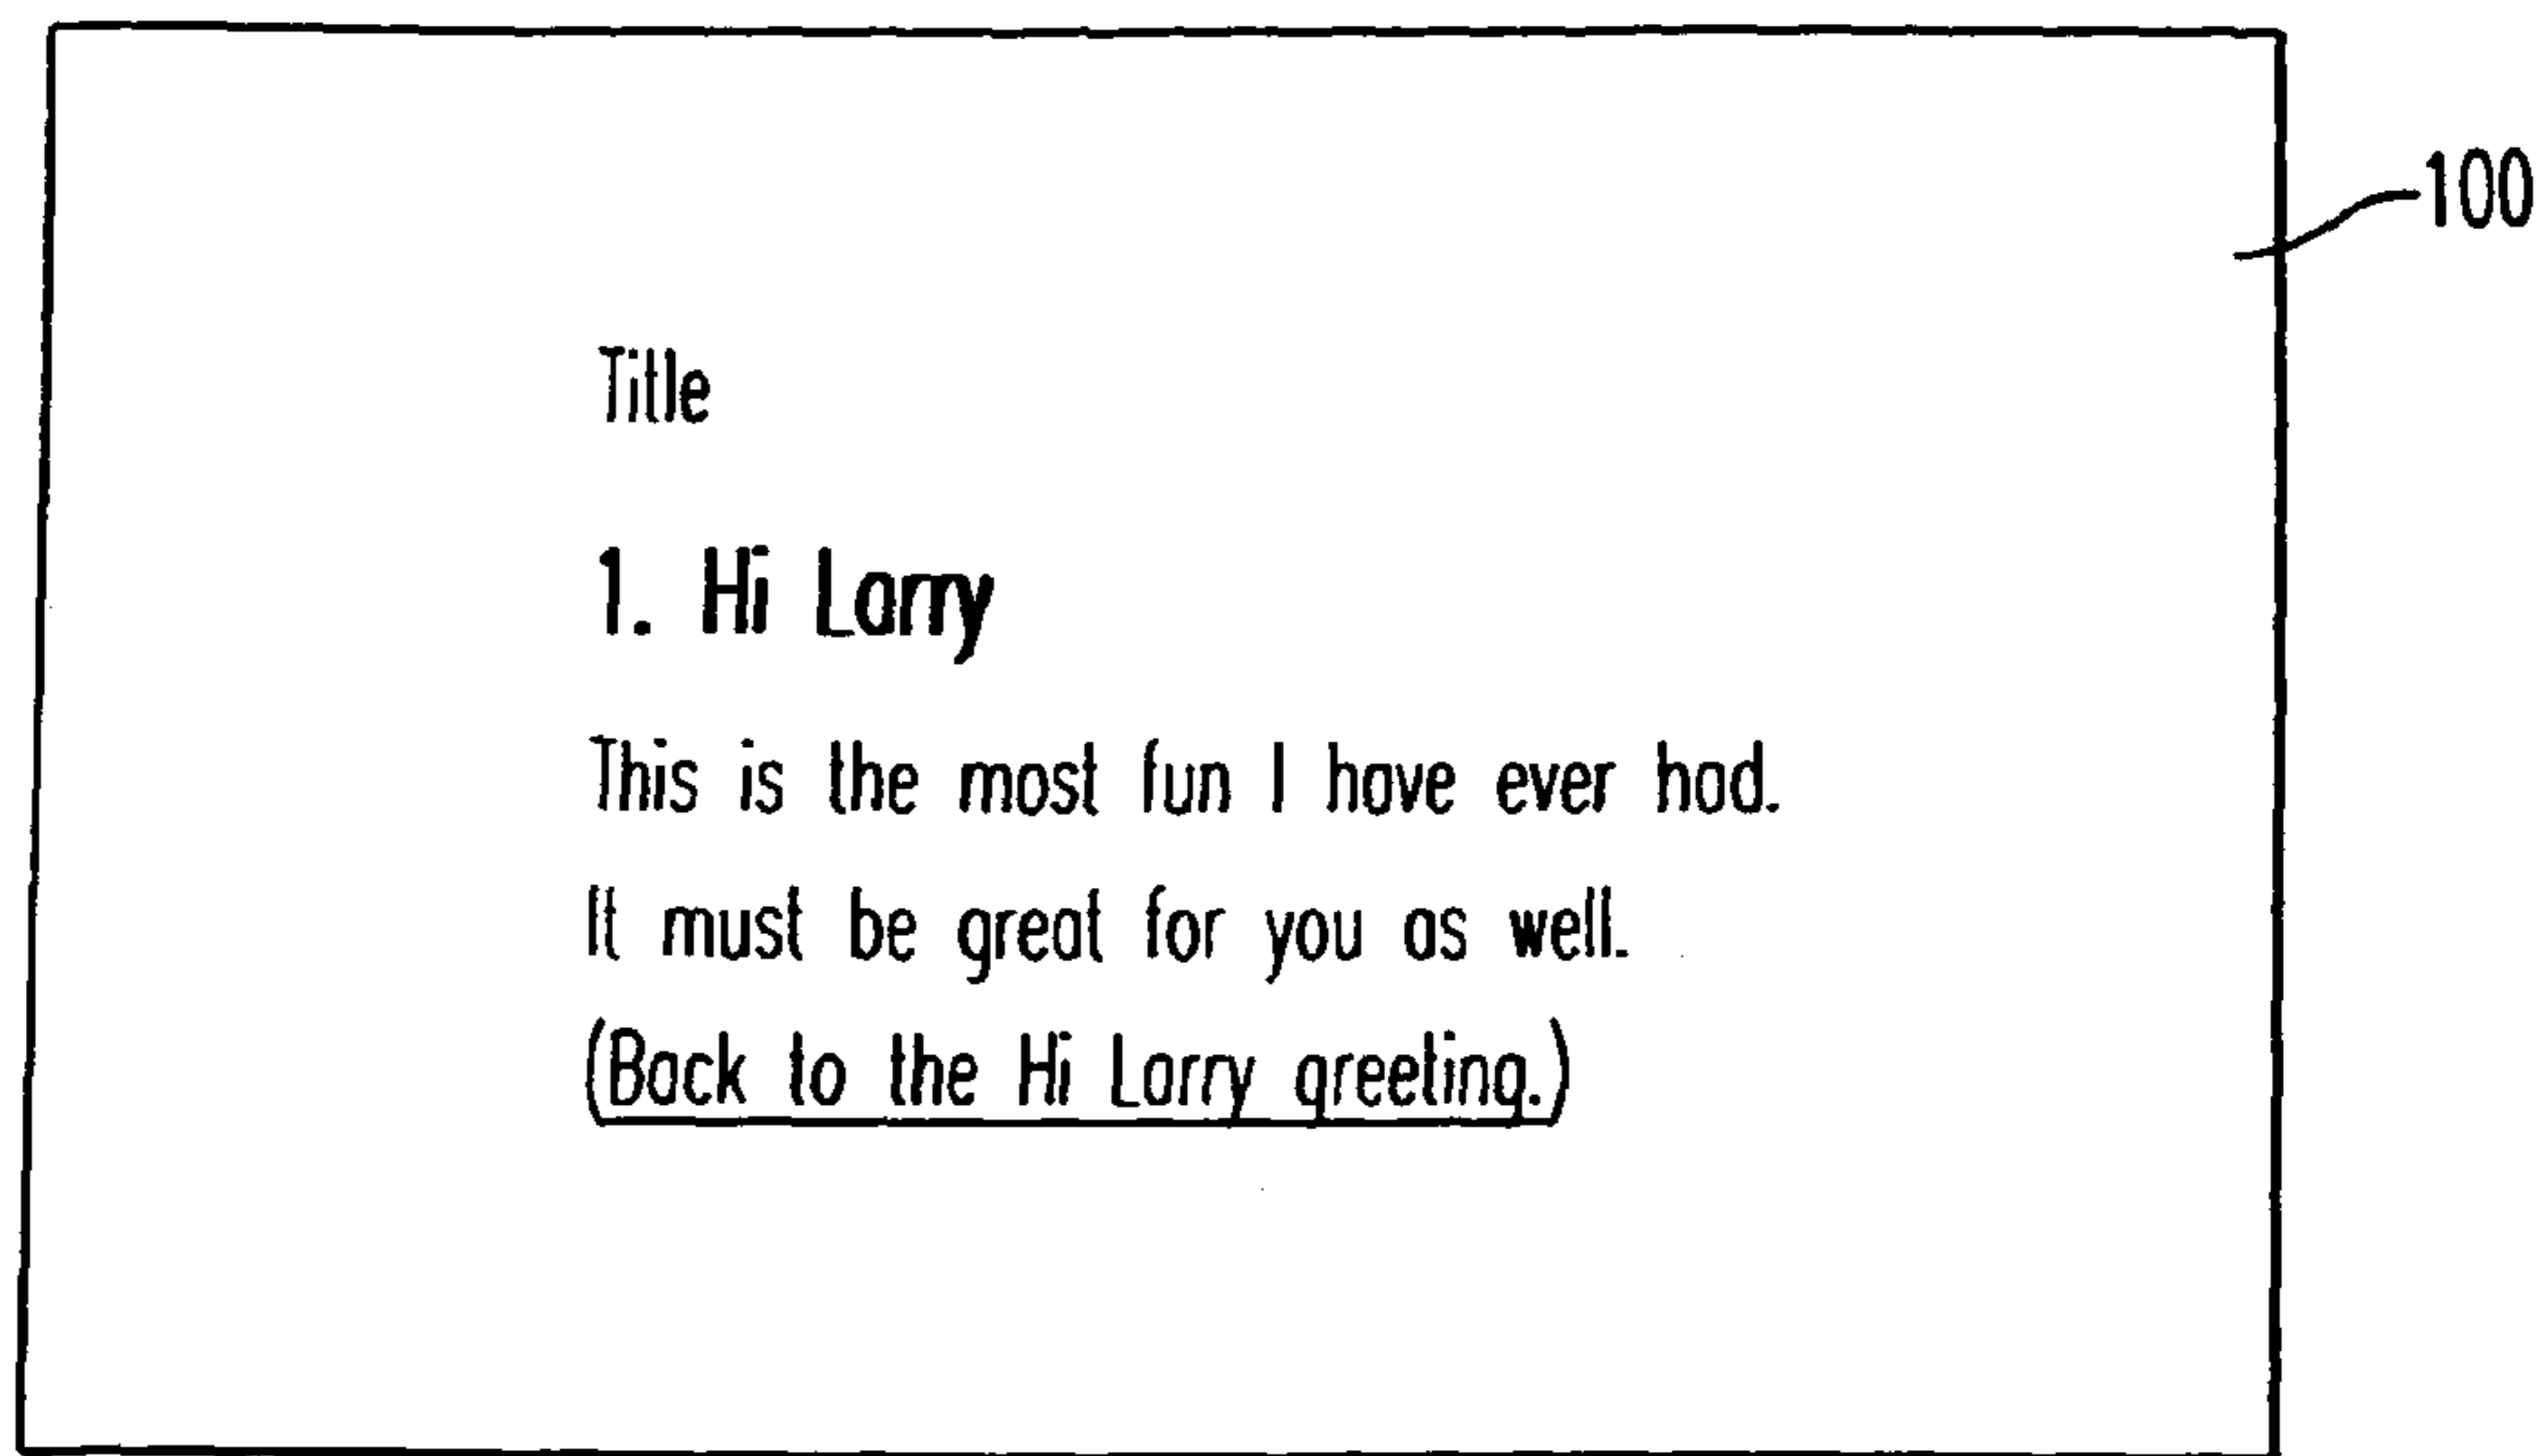 100
Title
1. Hi Larry
This is the most fun I have ever had.
It must be great for you as well.
(Back to the Hi Larry greeting.)